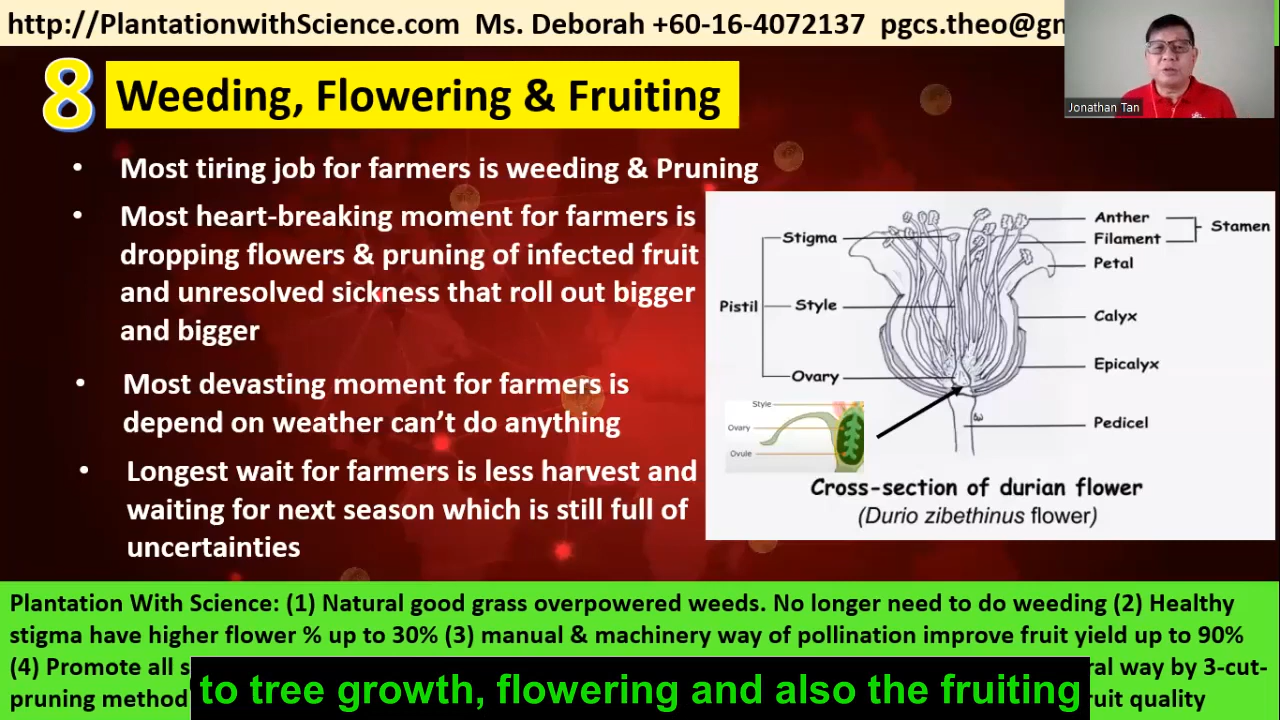 http://PlantationwithScience.com Ms. Deborah +60-16-4072137 pgcs.theo@gm
Jonathan Tan
8 Weeding, Flowering & Fruiting
• Most tiring job for farmers is weeding & Pruning
• Most heart-breaking moment for farmers is
dropping flowers & pruning of infected fruit
and unresolved sickness that roll out bigger
and bigger
• Most devasting moment for farmers is
depend on weather can't do anything
• Longest wait for farmers is less harvest and
waiting for next season which is still full of
uncertainties
Stigma
Style
Pistil
Ovary
Anther
Filament
Stamen
Petal
Calyx
Epicalyx
Pedicel
Style
Ovary
Ovule
Cross-section of durian flower
(Durio zibethinus flower)
Plantation With Science: (1) Natural good grass overpowered weeds. No longer need to do weeding (2) Healthy
stigma have higher flower % up to 30% (3) manual & machinery way of pollination improve fruit yield up to 90%
(4) Promote all way by 3-cut-
pruning method quality
to tree growth, flowering and also the fruiting